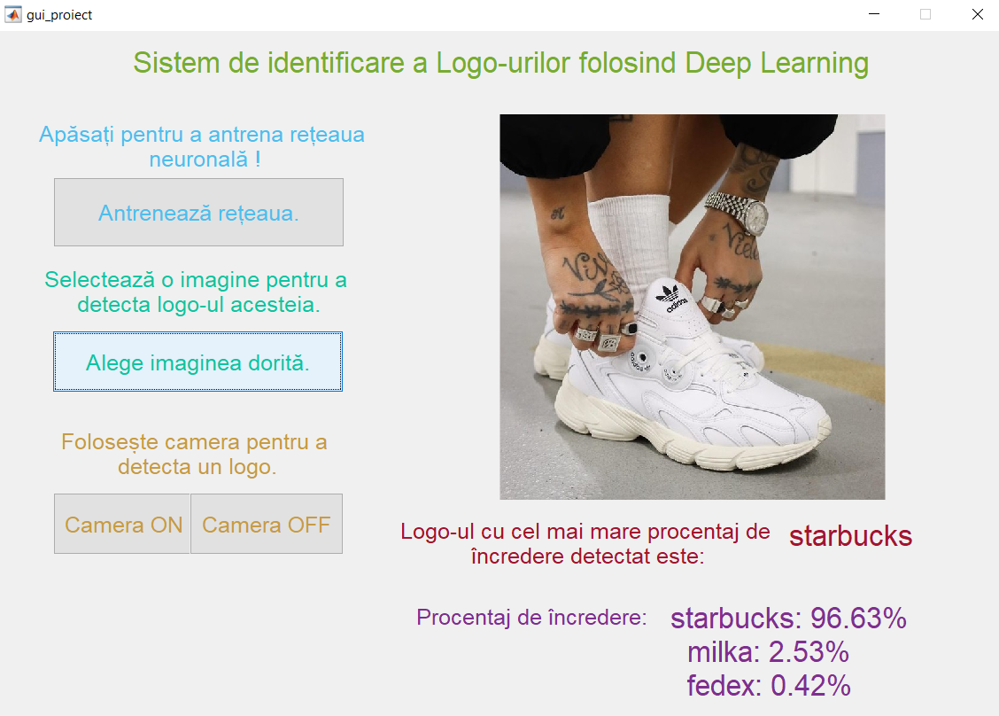 gui_proiect
Sistem de identificare a Logo-urilor folosind Deep Learning
Apăsați pentru a antrena rețeaua
neuronală !
Antrenează rețeaua.
Selectează o imagine pentru a
detecta logo-ul acesteia.
Alege imaginea dorită.
Folosește camera pentru a
detecta un logo.
Camera ON
Camera OFF
adidas
adidas
Logo-ul cu cel mai mare procentaj de
încredere detectat este:
starbucks
Procentaj de încredere:
starbucks: 96.63%
milka: 2.53%
fedex: 0.42%